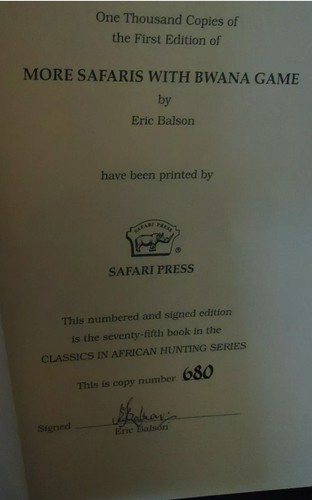 One Thousand Copies of
the First Edition of
MORE SAFARIS WITH BWANA GAME
by
Eric Balson
have been printed by
SAFARI PRESS
®
SAFARI PRESS
This numbered and signed edition
is the seventy-fifth book in the
CLASSICS IN AFRICAN HUNTING SERIES
This is copy number 680
Signed EBalson
Eric Balson